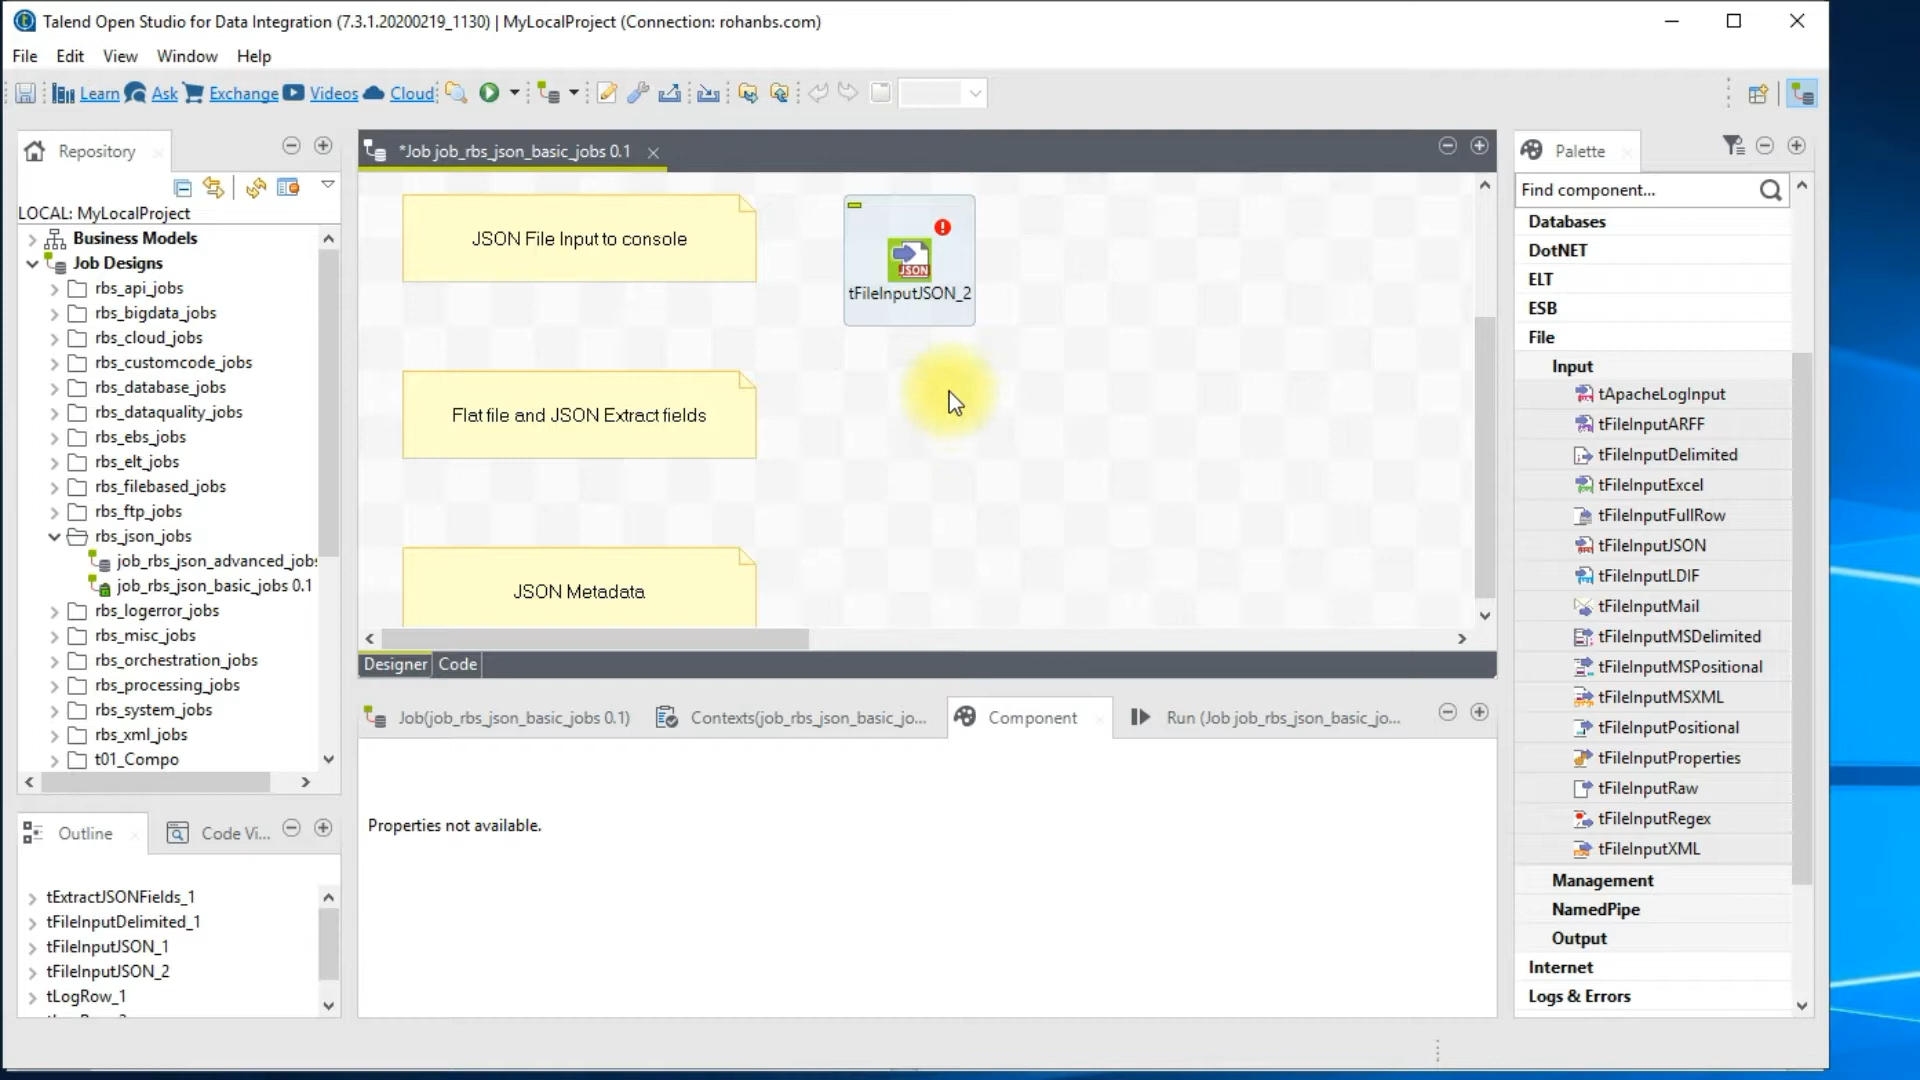 Talend Open Studio for Data Integration (7.3.1.20200219_1130) | MyLocalProject (Connection: rohanbs.com)
File Edit View Window Help
Learn Ask Exchange Videos Cloud
Repository
LOCAL: MyLocalProject
Business Models
Job Designs
rbs_api_jobs
rbs_bigdata_jobs
rbs_cloud_jobs
rbs_customcode_jobs
rbs_database_jobs
rbs_dataquality_jobs
rbs_ebs_jobs
rbs_elt_jobs
rbs_filebased_jobs
rbs_ftp_jobs
rbs_json_jobs
job_rbs_json_advanced_jobs
job_rbs_json_basic_jobs 0.1
rbs_logerror_jobs
rbs_misc_jobs
rbs_orchestration_jobs
rbs_processing_jobs
rbs_system_jobs
rbs_xml_jobs
t01_Compo
Outline
Code Vi...
tExtractJSONFields_1
tFileInputDelimited_1
tFileInputJSON_1
tFileInputJSON_2
tLogRow_1
*Job job_rbs_json_basic_jobs 0.1
JSON File Input to console
JSON
tFileInputJSON_2
Flat file and JSON Extract fields
JSON Metadata
Designer Code
Job(job_rbs_json_basic_jobs 0.1)
Contexts(job_rbs_json_basic_jo...
Component
Run (Job job_rbs_json_basic_jo...
Properties not available.
Palette
Find component...
Databases
DotNET
ELT
ESB
File
Input
tApacheLogInput
tFileInputARFF
tFileInputDelimited
tFileInputExcel
tFileInputFullRow
tFileInputJSON
tFileInputLDIF
tFileInputMail
tFileInputMSDelimited
tFileInputMSPositional
tFileInputMSXML
tFileInputPositional
tFileInputProperties
tFileInputRaw
tFileInputRegex
tFileInputXML
Management
NamedPipe
Output
Internet
Logs & Errors